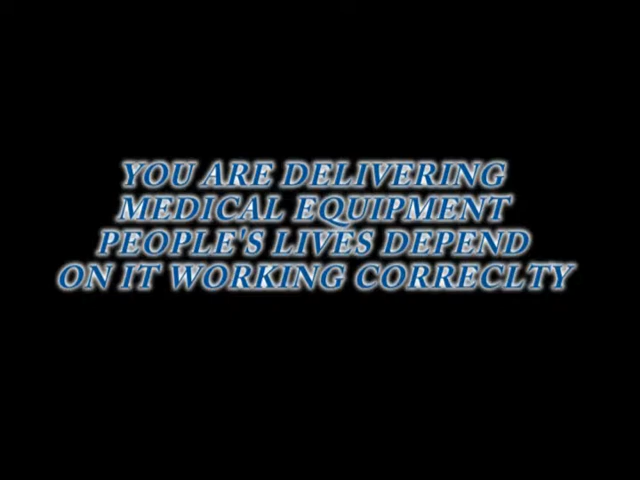 YOU ARE DELIVERING
MEDICAL EQUIPMENT
PEOPLE'S LIVES DEPEND
ON IT WORKING CORRECLTY